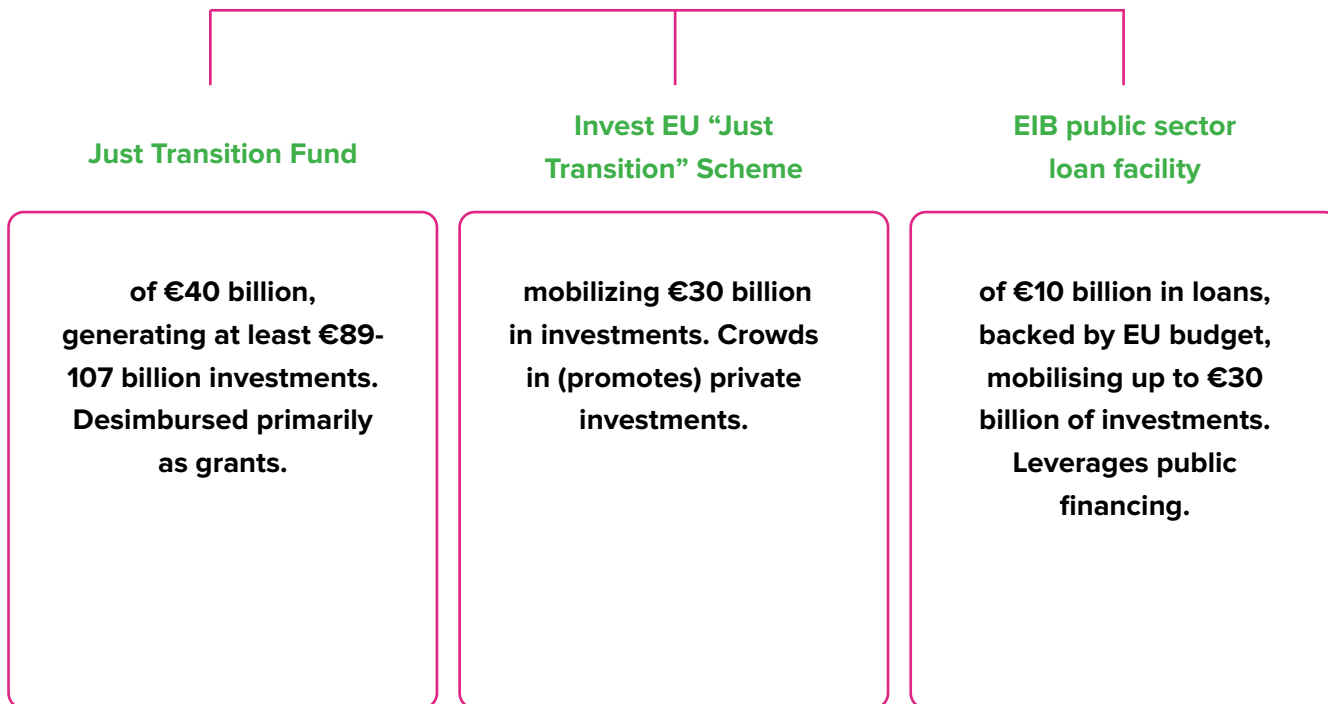 Just Transition Fund
of €40 billion,
generating at least €89-
107 billion investments.
Desimbursed primarily
as grants.
Invest EU “Just
Transition” Scheme
mobilizing €30 billion
in investments. Crowds
in (promotes) private
investments.
EIB public sector
loan facility
of €10 billion in loans,
backed by EU budget,
mobilising up to €30
billion of investments.
Leverages public
financing.